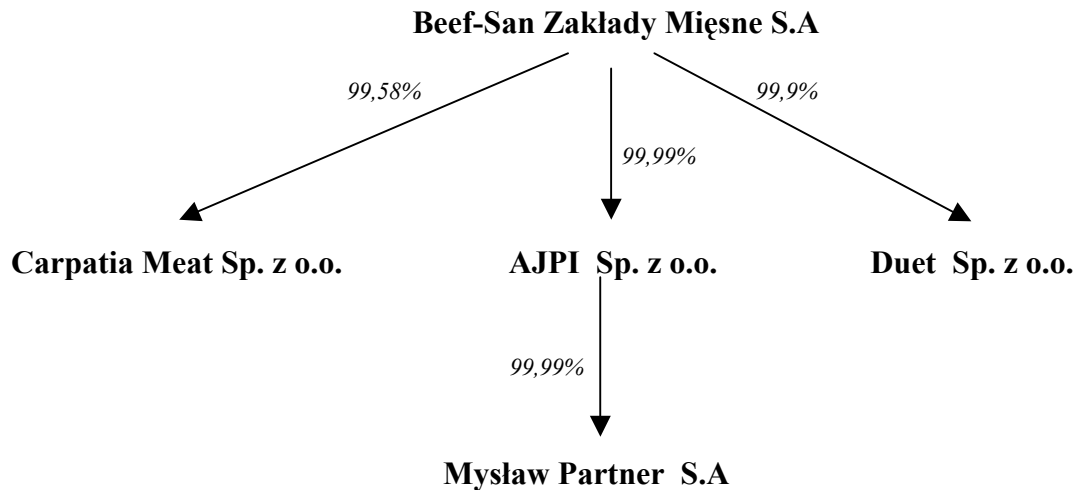 Beef-San Zakłady Mięsne S.A
99,58%
99,9%
99,99%
Carpatia Meat Sp. z o.o.
AJPI Sp. z o.o.
Duet Sp. z o.o.
99,99%
Mysław Partner S.A